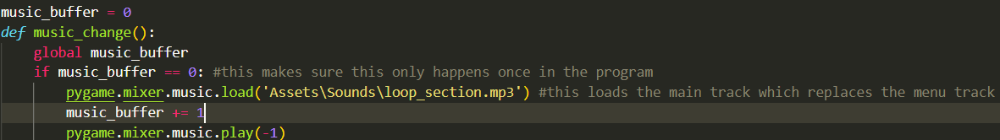 music_buffer = 0
def music_change():
global music_buffer
if music_buffer == 0: #this makes sure this only happens once in the program
pygame.mixer.music.load('Assets\Sounds\loop_section.mp3') #this loads the main track which replaces the menu track
music_buffer += 1
pygame.mixer.music.play(-1)